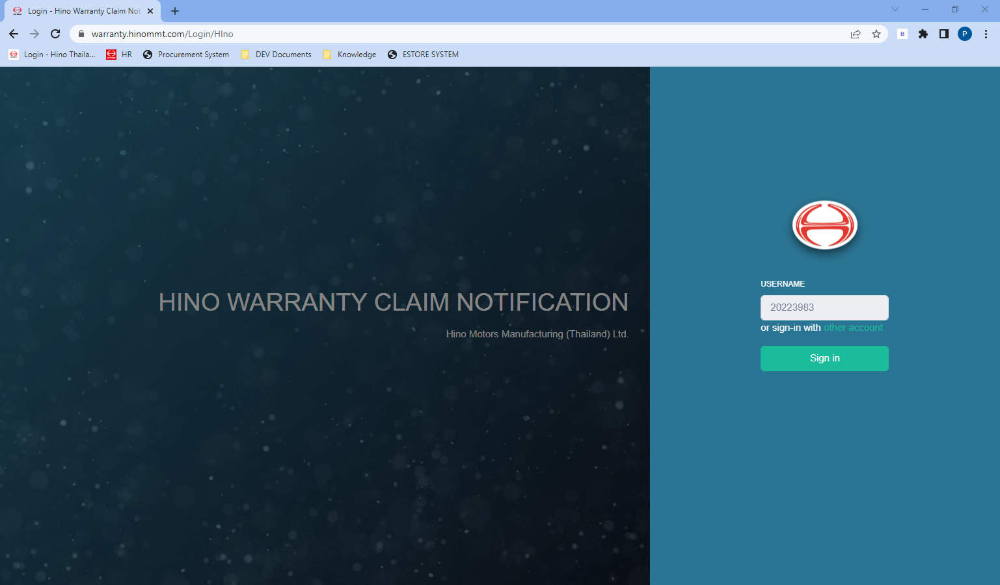 Login - Hino Warranty Claim Not
warranty.hinommt.com/Login/HIno
B
P
Login - Hino Thaila...
HR
Procurement System
DEV Documents
Knowledge
ESTORE SYSTEM
HINO WARRANTY CLAIM NOTIFICATION
Hino Motors Manufacturing (Thailand) Ltd.
USERNAME
20223983
or sign-in with other account
Sign in